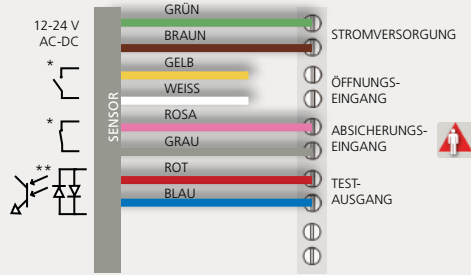 12-24 V
AC-DC
*
*
**
SENSOR
GRÜN
BRAUN
GELB
WEISS
ROSA
GRAU
ROT
BLAU
STROMVERSORGUNG
ÖFFNUNGS-
EINGANG
ABSICHERUNGS-
EINGANG
TEST-
AUSGANG